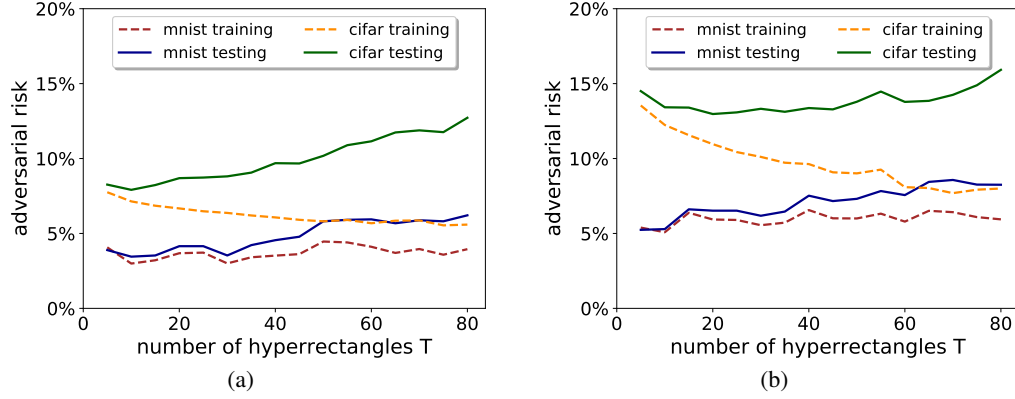 20%
15%
10%
5%
0%
adversarial risk
mnist training
mnist testing
cifar training
cifar testing
0 20 40 60 80
number of hyperrectangles T
(a)
20%
15%
10%
5%
0%
adversarial risk
mnist training
mnist testing
cifar training
cifar testing
0 20 40 60 80
number of hyperrectangles T
(b)